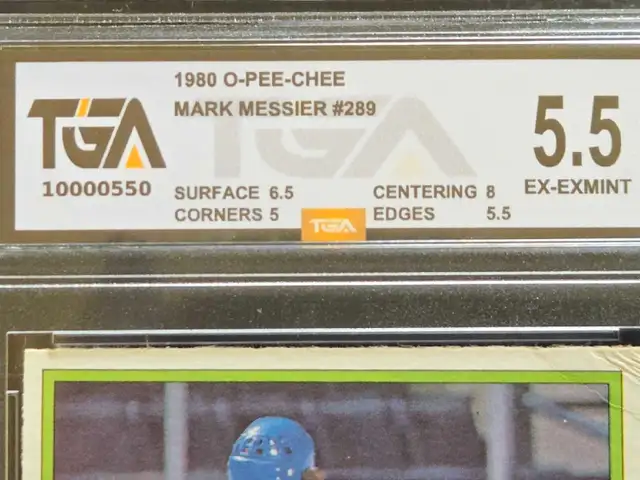 1980 O-PEE-CHEE
MARK MESSIER #289
TGA
10000550
5.5
EX-EXMINT
SURFACE 6.5
CENTERING 8
CORNERS 5
EDGES 5.5
TGA